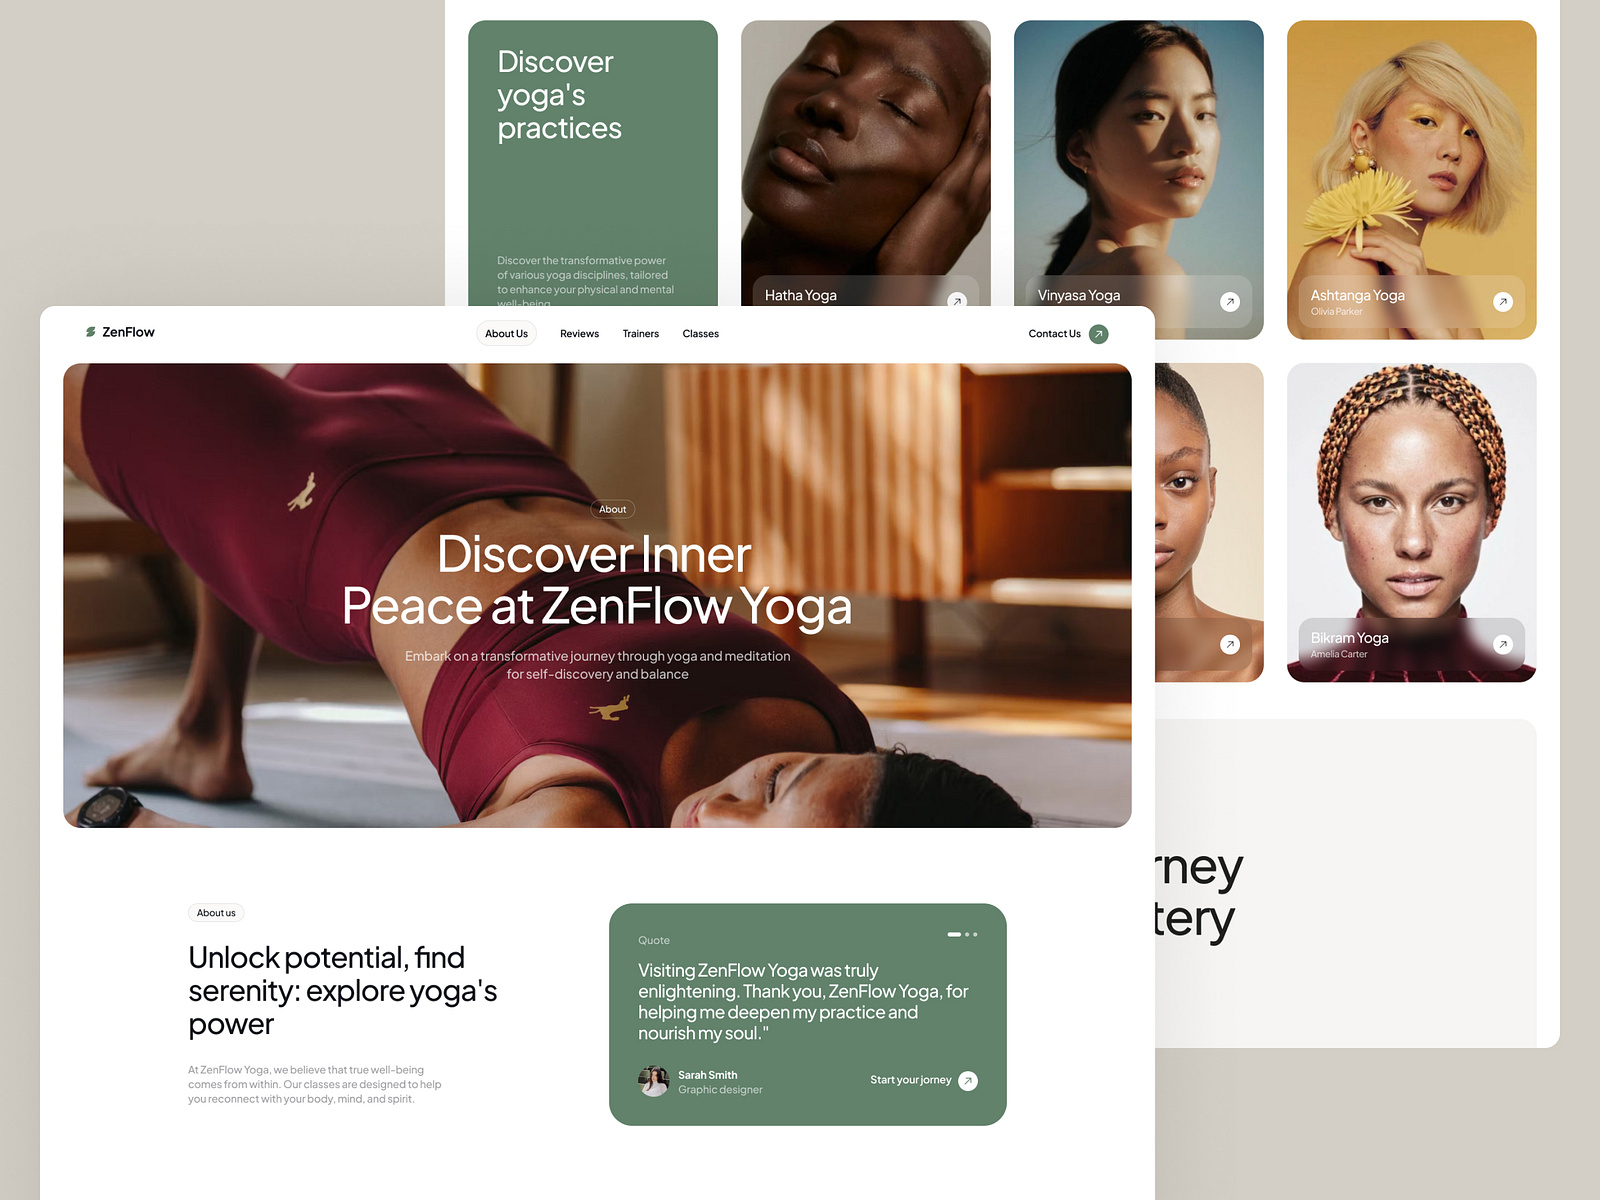 Discover
yoga's
practices
Discover the transformative power
of various yoga disciplines, tailored
to enhance your physical and mental
well-being
Hatha Yoga
Vinyasa Yoga
Ashtanga Yoga
Olivia Parker
Bikram Yoga
Amelia Carter
rney
tery
ZenFlow
About Us
Reviews
Trainers
Classes
Contact Us
About
Discover Inner
Peace at ZenFlow Yoga
Embark on a transformative journey through yoga and meditation
for self-discovery and balance
About us
Unlock potential, find
serenity: explore yoga's
power
At ZenFlow Yoga, we believe that true well-being
comes from within. Our classes are designed to help
you reconnect with your body, mind, and spirit.
Quote
Visiting ZenFlow Yoga was truly
enlightening. Thank you, ZenFlow Yoga, for
helping me deepen my practice and
nourish my soul."
Sarah Smith
Graphic designer
Start your jorney